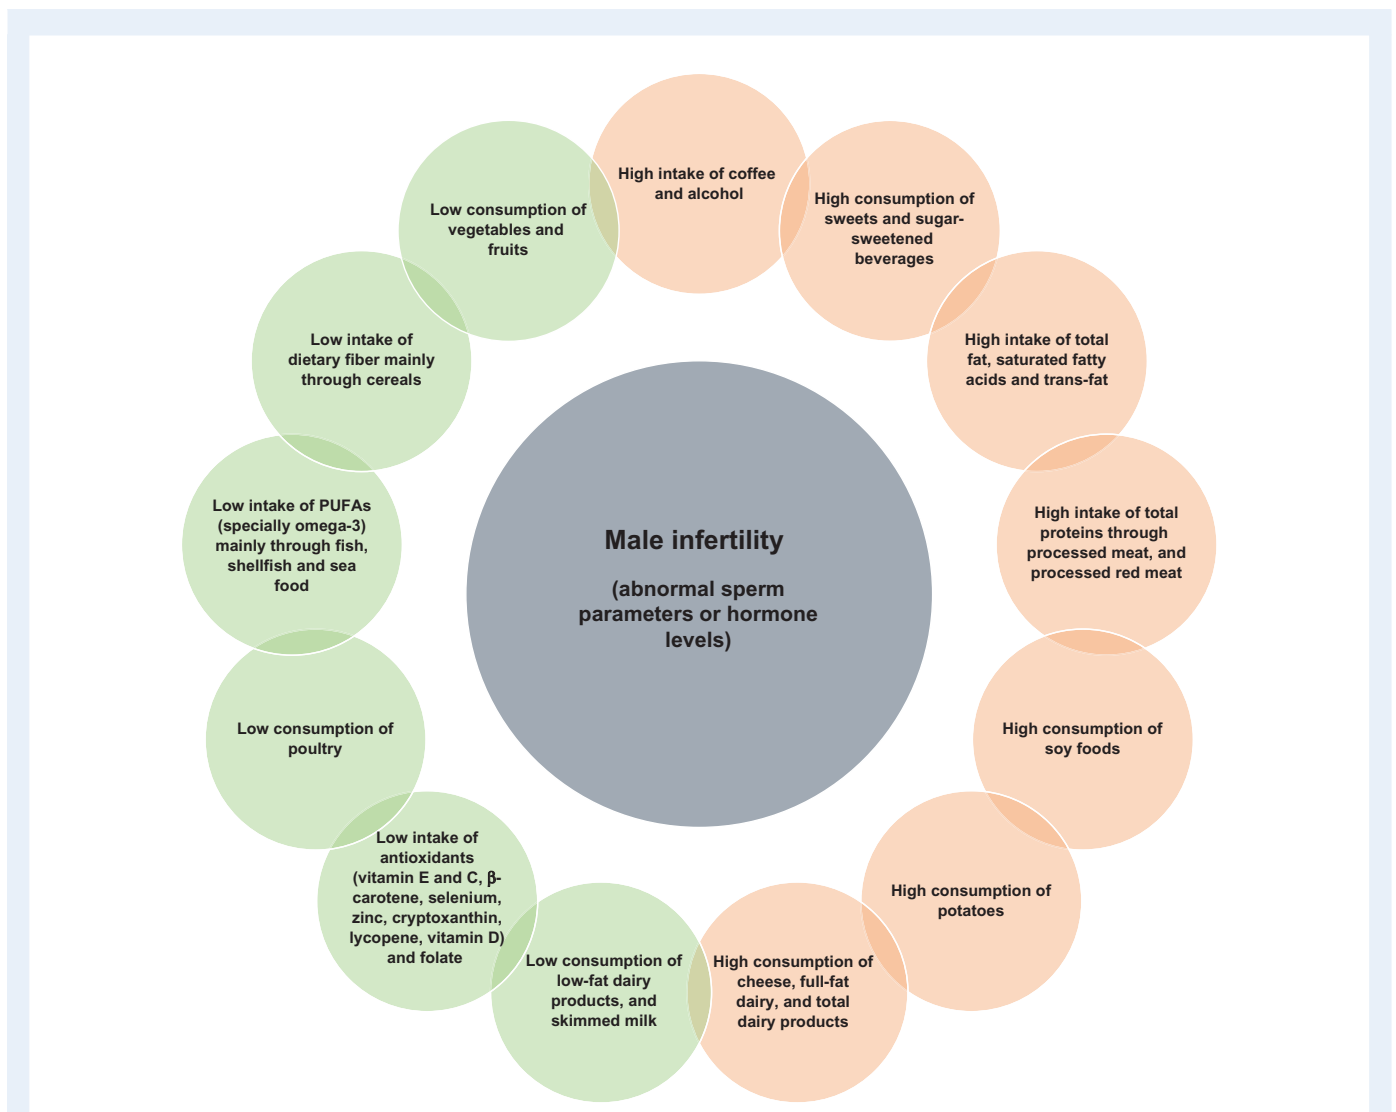 High intake of coffee
and alcohol
High consumption of
sweets and sugar-
sweetened
beverages
High intake of total
fat, saturated fatty
acids and trans-fat
High intake of total
proteins through
processed meat, and
processed red meat
High consumption of
soy foods
High consumption of
potatoes
High consumption of
cheese, full-fat
dairy, and total
dairy products
Low consumption of
low-fat dairy
products, and
skimmed milk
Low intake of
antioxidants
(vitamin E and C, β-
carotene, selenium,
zinc, cryptoxanthin,
lycopene, vitamin D)
and folate
Low consumption of
poultry
Low intake of PUFAs
(specially omega-3)
mainly through fish,
shellfish and sea
food
Low intake of
dietary fiber mainly
through cereals
Low consumption of
vegetables and
fruits
Male infertility
(abnormal sperm
parameters or hormone
levels)